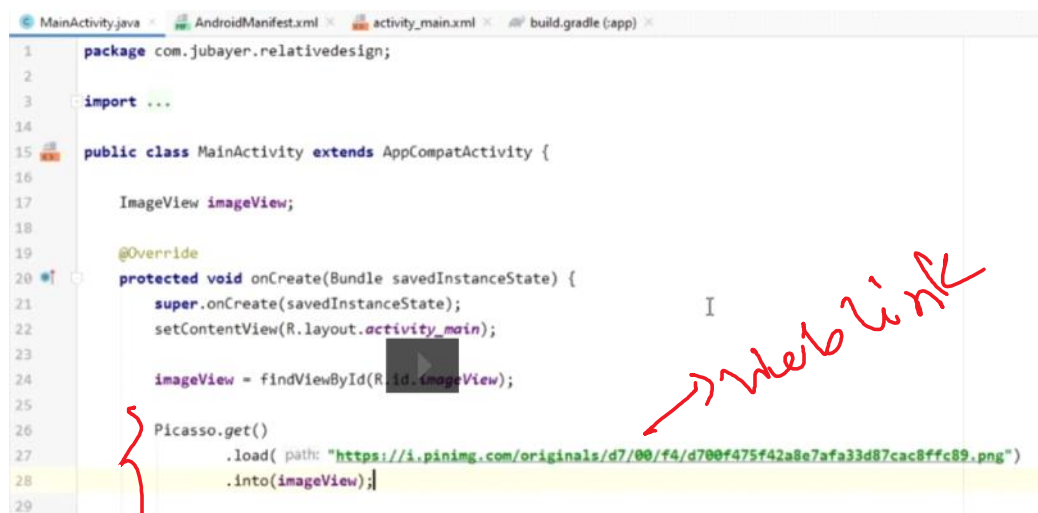 MainActivity.java AndroidManifest.xml activity_main.xml build.gradle (:app)
1 package com.jubayer.relativedesign;
2
3 import ...
14
15 public class MainActivity extends AppCompatActivity {
16
17 ImageView imageView;
18
19 @Override
20 protected void onCreate(Bundle savedInstanceState) {
21 super.onCreate(savedInstanceState);
22 setContentView(R.layout.activity_main);
23
24 imageView = findViewById(R.id.imageView);
25
26 Picasso.get()
27 .load( path: "https://i.pinimg.com/originals/d7/00/f4/d700f475f42a8e7afa33d87cac8ffc89.png")
28 .into(imageView);
29
web link